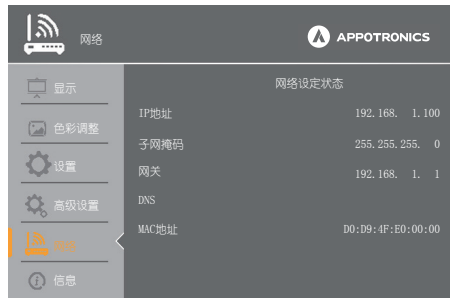 网络
APPOTRONICS
显示
色彩调整
设置
高级设置
网络
信息
网络设定状态
IP地址 192.168. 1.100
子网掩码 255.255.255. 0
网关 192.168. 1. 1
DNS
MAC地址 D0:D9:4F:E0:00:00